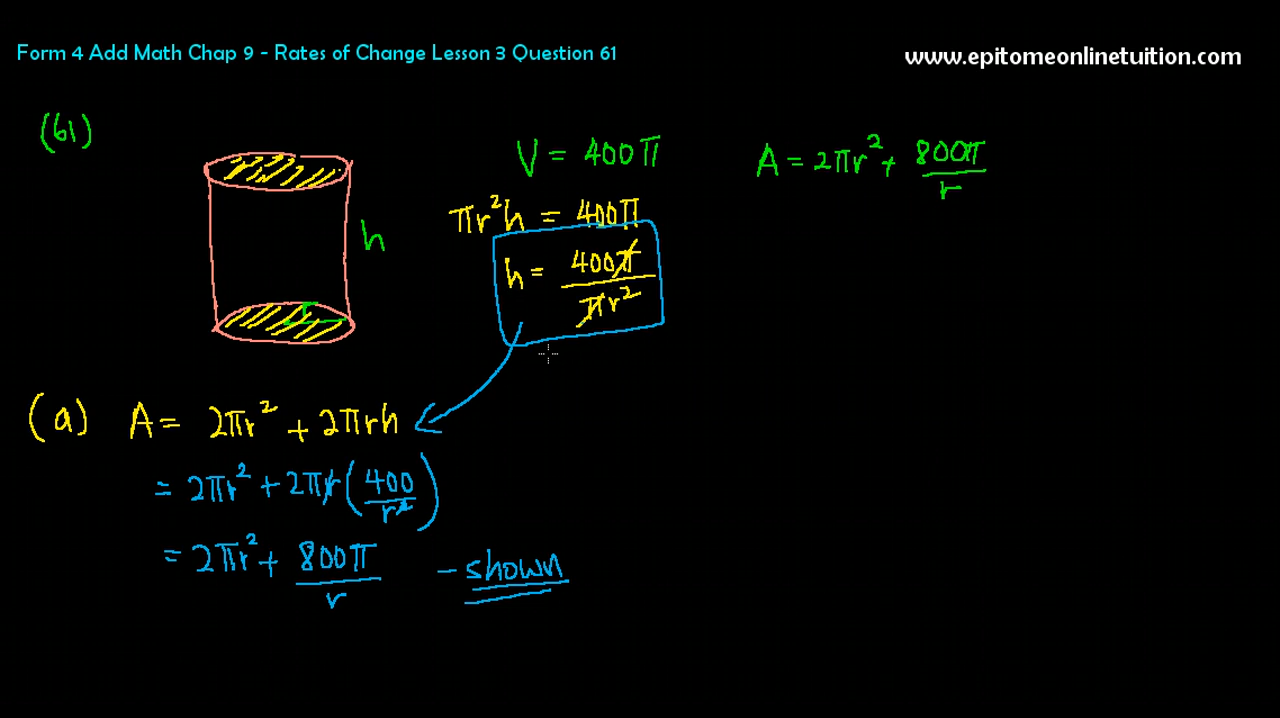 Form 4 Add Math Chap 9 - Rates of Change Lesson 3 Question 61
www.epitomeonlinetuition.com
(61)
h
V = 400π
πr²h = 400π
h = 400π/πr²
A = 2πr² + 800π/r
(a) A = 2πr² + 2πrh
= 2πr² + 2πr(400/r²)
= 2πr² + 800π/r - shown